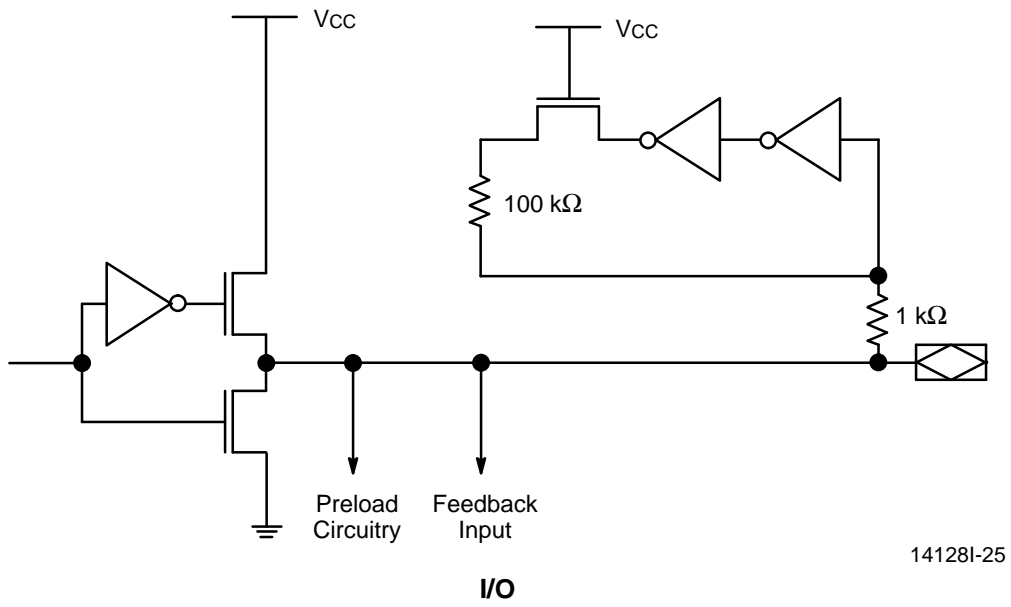 VCC
VCC
100 kΩ
1 kΩ
Preload
Circuitry
Feedback
Input
14128I-25
I/O